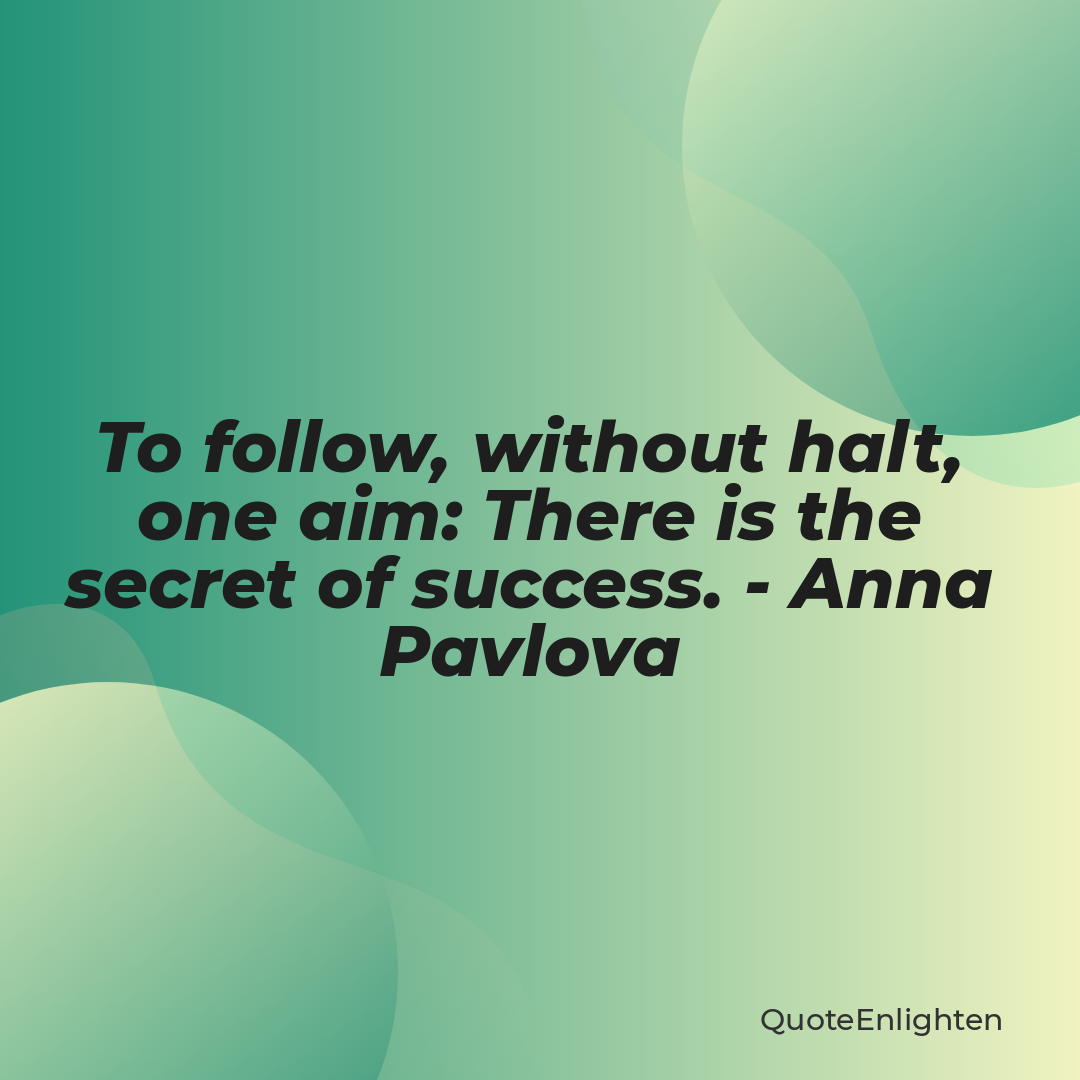 To follow, without halt,
one aim: There is the
secret of success. - Anna
Pavlova
QuoteEnlighten